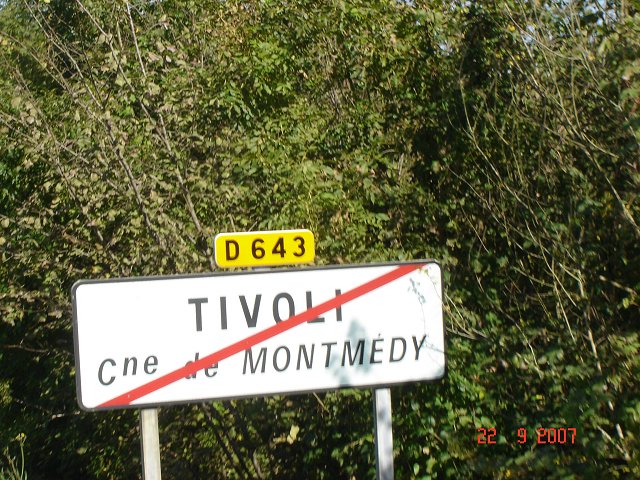 D 643
TIVOLI
Cne de MONTMÉDY
22 9 2007